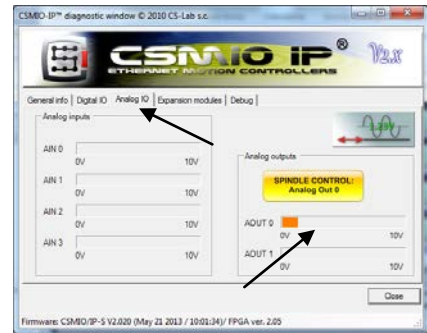 CSMIO-IP™ diagnostic window © 2010 CS-Lab s.c.
CSMIO IP® V2.x
ETHERNET MOTION CONTROLLERS
General info | Digital IO | Analog IO | Expansion modules | Debug
Analog inputs
AIN 0
0V 10V
AIN 1
0V 10V
AIN 2
0V 10V
AIN 3
0V 10V
Analog outputs
SPINDLE CONTROL:
Analog Out 0
AOUT 0
0V 10V
AOUT 1
0V 10V
Close
Firmware: CSMIO/IP-S V2.020 (May 21 2013 / 10:01:34)/ FPGA ver. 2.05